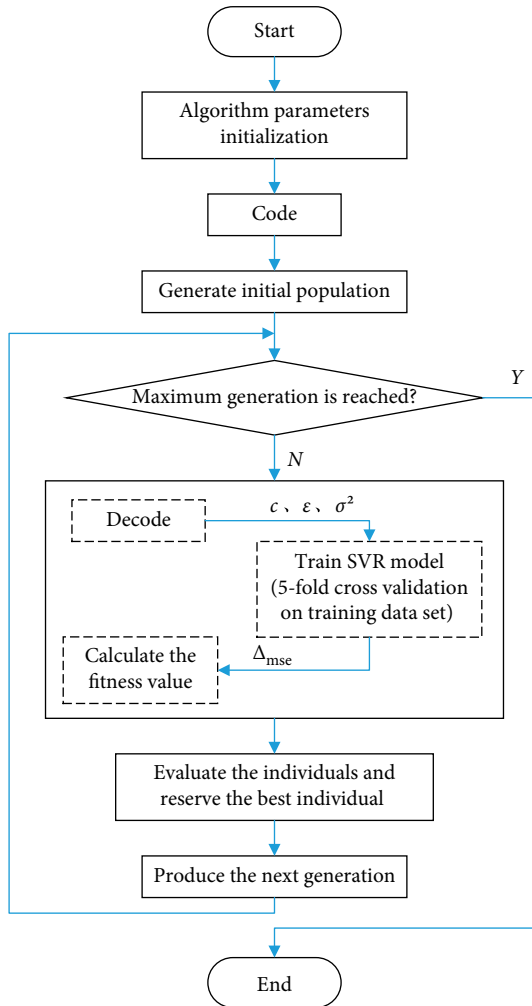 Start
Algorithm parameters
initialization
Code
Generate initial population
Maximum generation is reached?
Y
N
Decode
c 、 ε 、 σ²
Train SVR model
(5-fold cross validation
on training data set)
Δmse
Calculate the
fitness value
Evaluate the individuals and
reserve the best individual
Produce the next generation
End